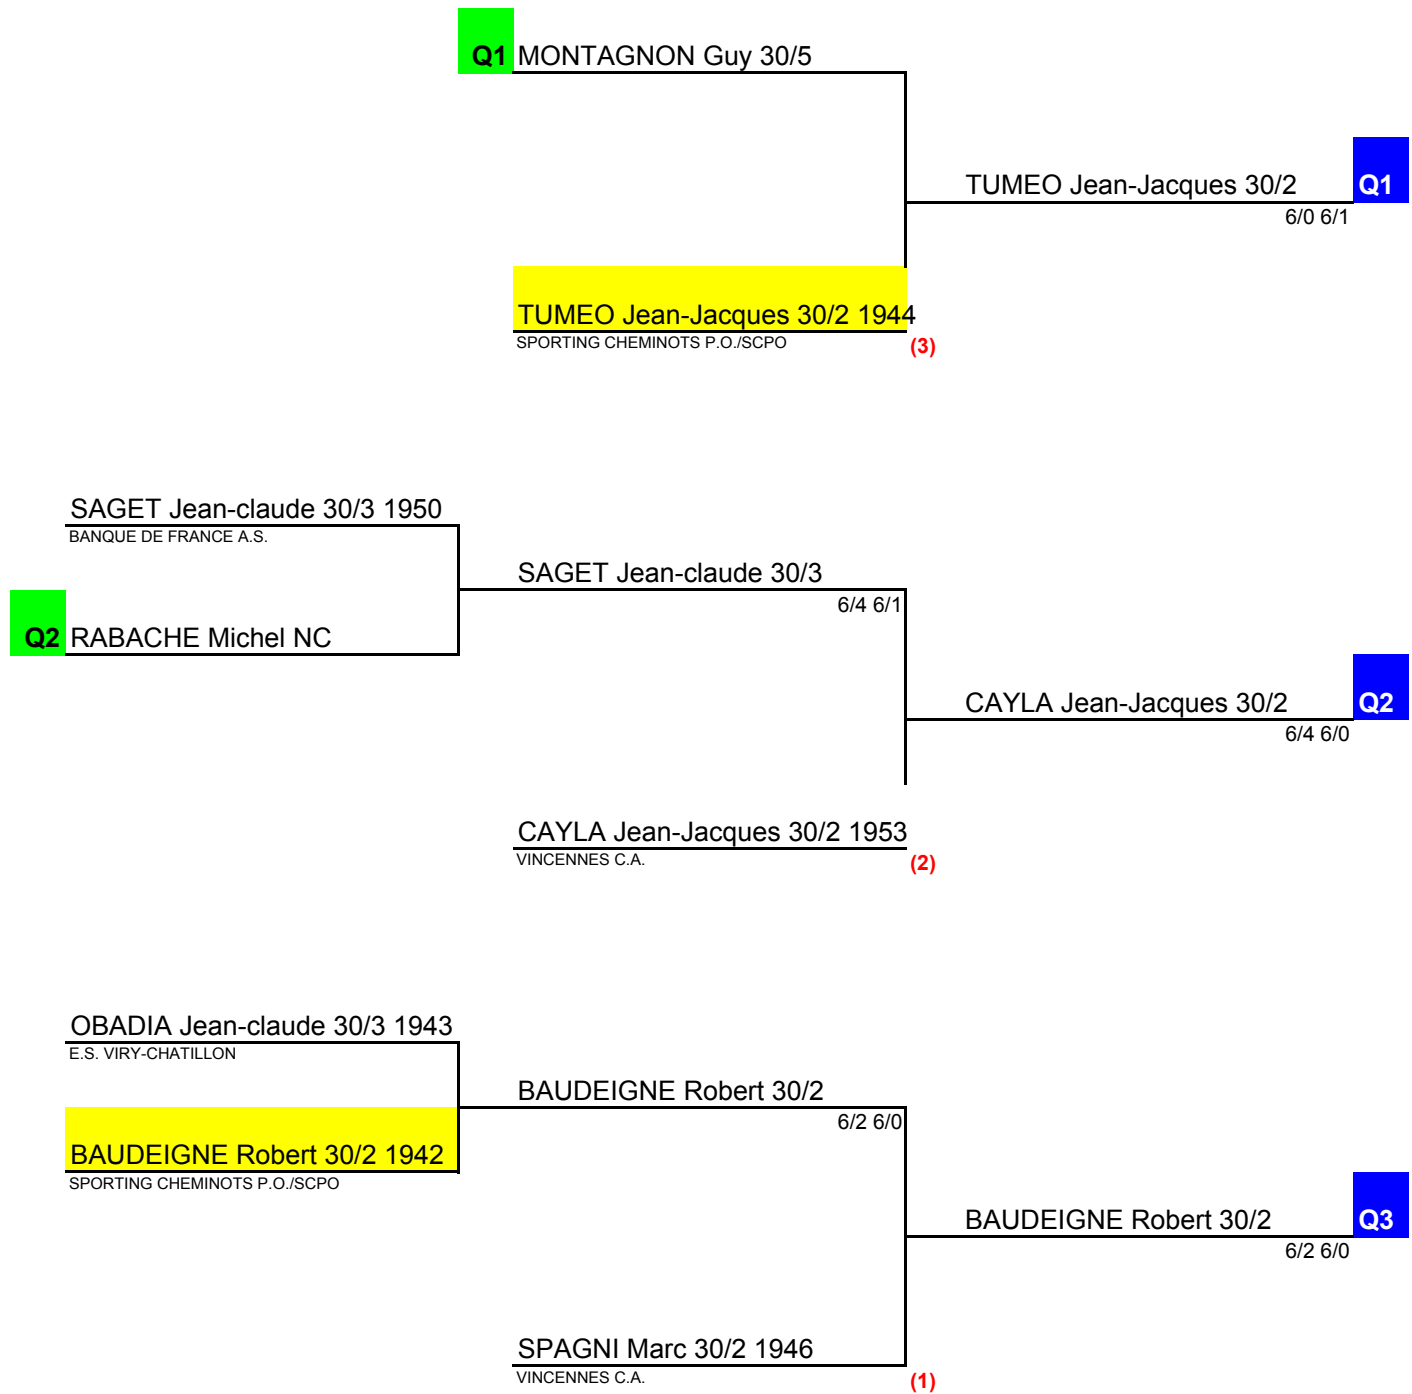 Q1 MONTAGNON Guy 30/5
TUMEO Jean-Jacques 30/2 Q1
6/0 6/1
TUMEO Jean-Jacques 30/2 1944
SPORTING CHEMINOTS P.O./SCPO (3)
SAGET Jean-claude 30/3 1950
BANQUE DE FRANCE A.S.
SAGET Jean-claude 30/3
6/4 6/1
Q2 RABACHE Michel NC
CAYLA Jean-Jacques 30/2 Q2
6/4 6/0
CAYLA Jean-Jacques 30/2 1953
VINCENNES C.A. (2)
OBADIA Jean-claude 30/3 1943
E.S. VIRY-CHATILLON
BAUDEIGNE Robert 30/2
6/2 6/0
BAUDEIGNE Robert 30/2 1942
SPORTING CHEMINOTS P.O./SCPO
BAUDEIGNE Robert 30/2 Q3
6/2 6/0
SPAGNI Marc 30/2 1946
VINCENNES C.A. (1)